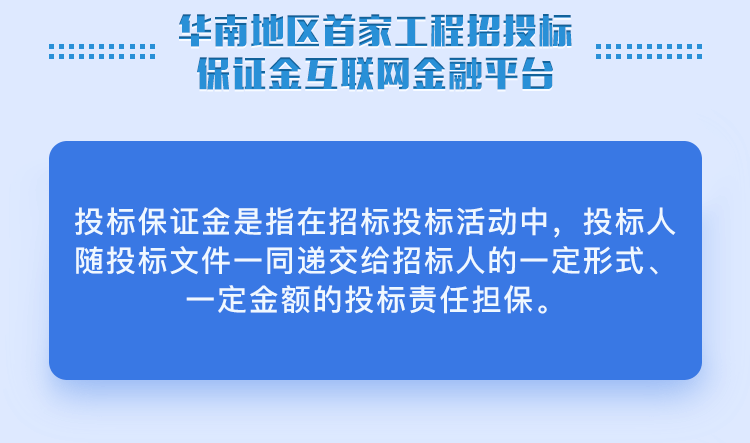 华南地区首家工程招投标
保证金互联网金融平台
投标保证金是指在招标投标活动中，投标人
随投标文件一同递交给招标人的一定形式、
一定金额的投标责任担保。